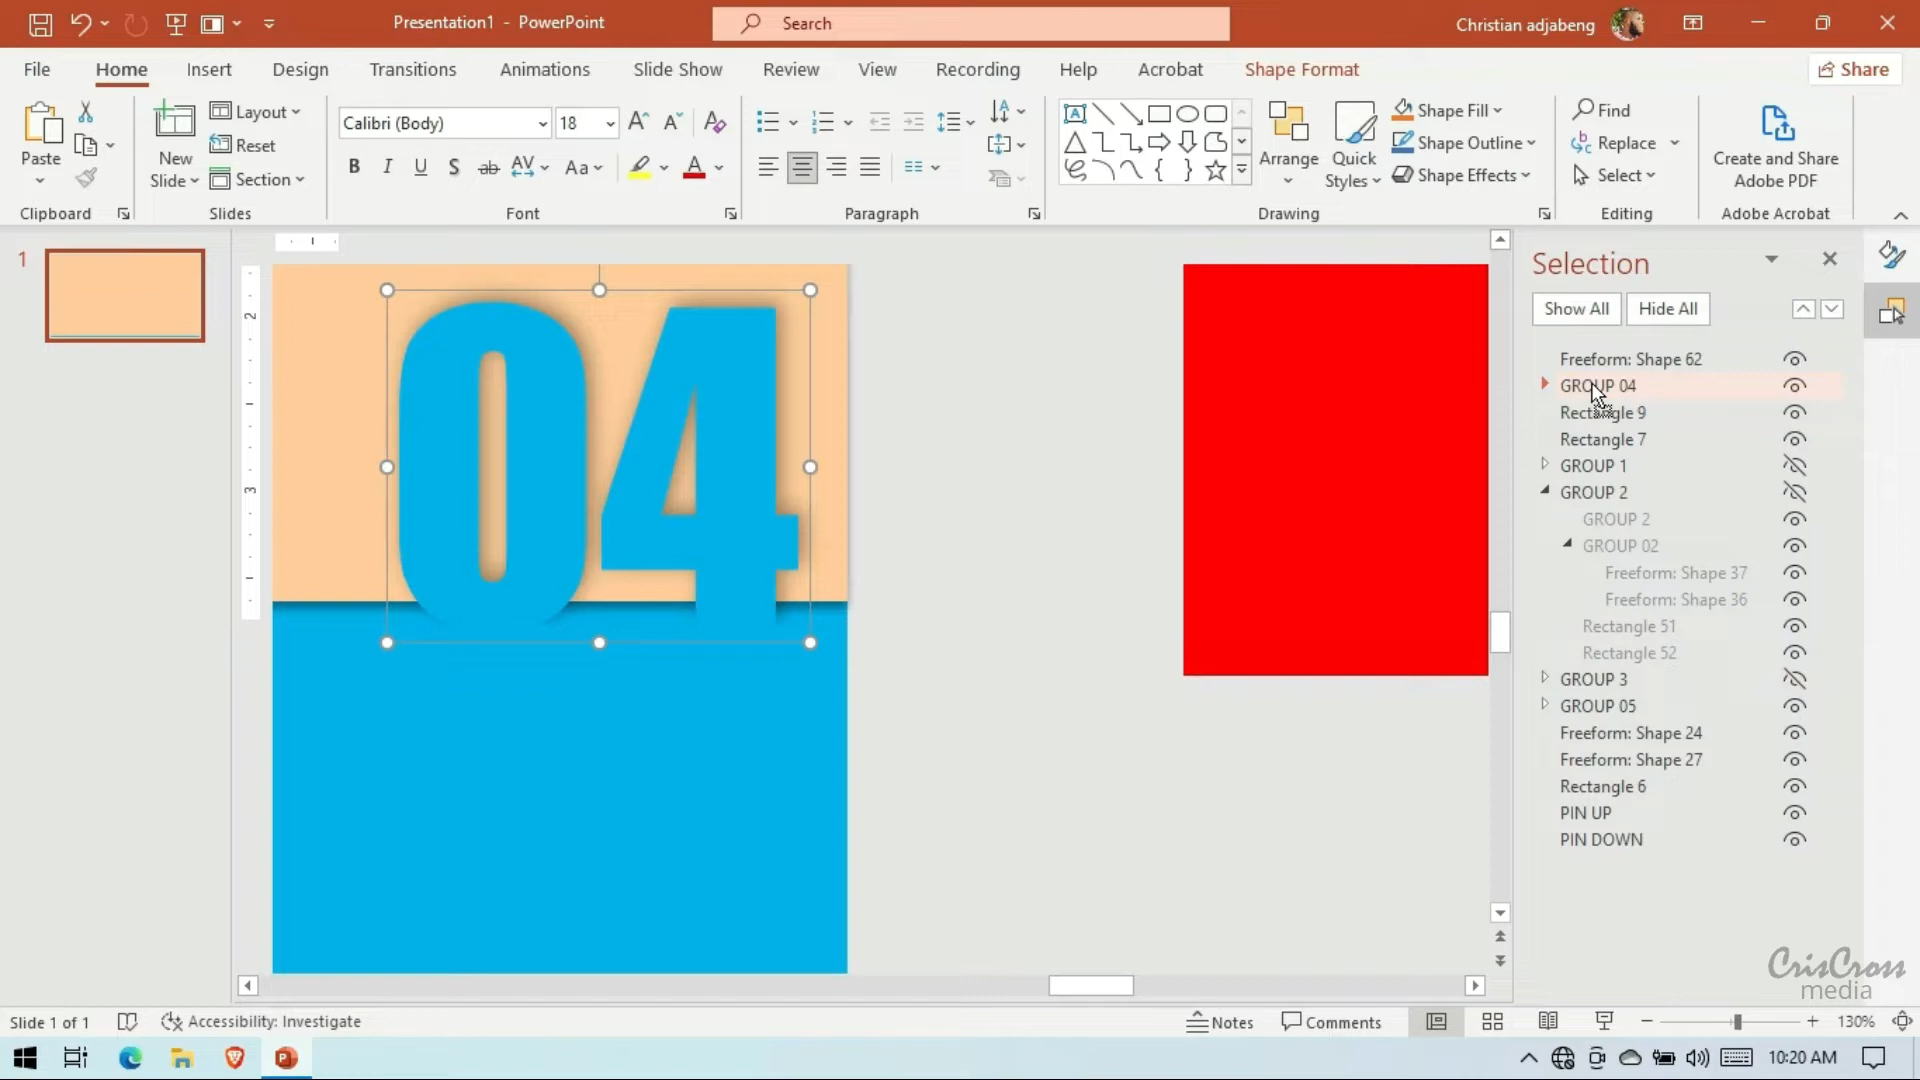 Presentation1 - PowerPoint
Search
Christian adjabeng
File Home Insert Design Transitions Animations Slide Show Review View Recording Help Acrobat Shape Format
Share
Paste
Clipboard
New
Slide
Layout
Reset
Section
Slides
Calibri (Body)
18
A A A
B I U S ab AV Aa A
Font
Paragraph
A
Drawing
Arrange
Quick
Styles
Shape Fill
Shape Outline
Shape Effects
Find
Replace
Select
Editing
Create and Share
Adobe PDF
Adobe Acrobat
1
2
3
1
04
Selection
Show All
Hide All
Freeform: Shape 62
GROUP 04
Rectangle 9
Rectangle 7
GROUP 1
GROUP 2
GROUP 2
GROUP 02
Freeform: Shape 37
Freeform: Shape 36
Rectangle 51
Rectangle 52
GROUP 3
GROUP 05
Freeform: Shape 24
Freeform: Shape 27
Rectangle 6
PIN UP
PIN DOWN
CrisCross
media
Slide 1 of 1
Accessibility: Investigate
Notes
Comments
130%
10:20 AM